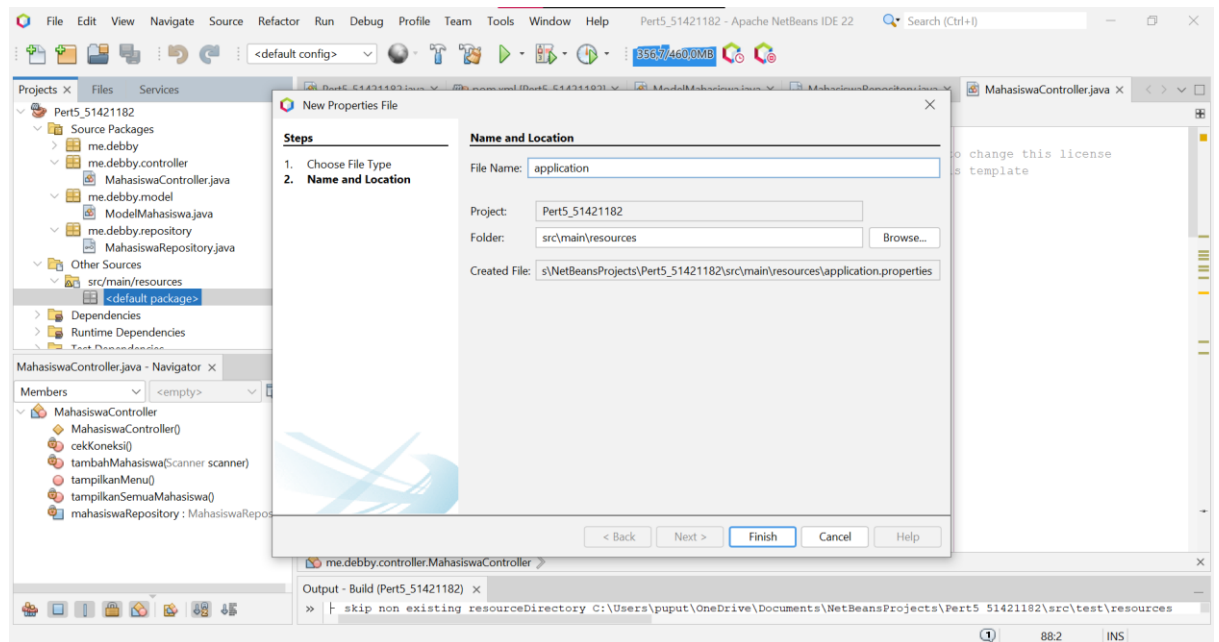 File Edit View Navigate Source Refactor Run Debug Profile Team Tools Window Help Pert5_51421182 - Apache NetBeans IDE 22 Search (Ctrl+I)
<default config> 356,7/460,0MB
Projects Files Services
MahasiswaController.java
Pert5_51421182
Source Packages
me.debby
me.debby.controller
MahasiswaController.java
me.debby.model
ModelMahasiswa.java
me.debby.repository
MahasiswaRepository.java
Other Sources
src/main/resources
<default package>
Dependencies
Runtime Dependencies
Test Dependencies
MahasiswaController.java - Navigator
Members <empty>
MahasiswaController
MahasiswaController()
cekKoneksi()
tambahMahasiswa(Scanner scanner)
tampilkanMenu()
tampilkanSemuaMahasiswa()
mahasiswaRepository : MahasiswaRepos
New Properties File
Steps
1. Choose File Type
2. Name and Location
Name and Location
File Name: application
Project: Pert5_51421182
Folder: src\main\resources Browse...
Created File: s\NetBeansProjects\Pert5_51421182\src\main\resources\application.properties
< Back Next > Finish Cancel Help
o change this license
s template
me.debby.controller.MahasiswaController
Output - Build (Pert5_51421182)
skip non existing resourceDirectory C:\Users\puput\OneDrive\Documents\NetBeansProjects\Pert5_51421182\src\test\resources
1 88:2 INS